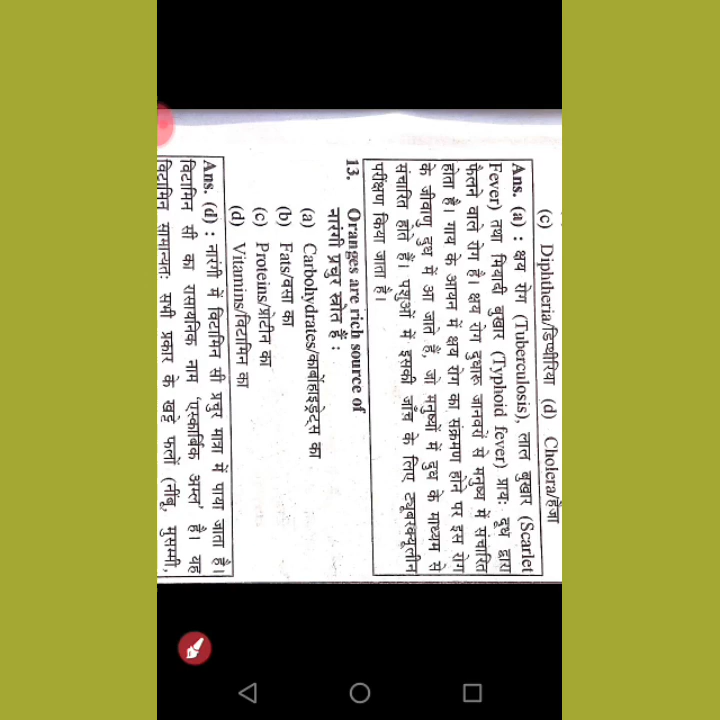 (c) Diphtheria/डिप्थीरिया (d) Cholera/हैजा
Ans. (a) : क्षय रोग (Tuberculosis), लाल बुखार (Scarlet
Fever) तथा मियादी बुखार (Typhoid fever) प्राय: दूध द्वारा
फैलने वाले रोग है। क्षय रोग दुधारू जानवरों से मनुष्य में संचारित
होता है। गाय के आयन में क्षय रोग का संक्रमण होने पर इस रोग
के जीवाणु दुध में आ जाते हैं, जो मनुष्यों में दुध के माध्यम से
संचारित होते हैं। पशुओं में इसकी जाँच के लिए ट्यूबरक्यूलीन
परीक्षण किया जाता है।
13. Oranges are rich source of
नारंगी प्रचुर स्त्रोत हैं :
(a) Carbohydrates/कार्बोहाइड्रेट्स का
(b) Fats/वसा का
(c) Proteins/प्रोटीन का
(d) Vitamins/विटामिन का
Ans. (d) : नारंगी में विटामिन सी प्रचुर मात्रा में पाया जाता है।
विटामिन सी का रासायनिक नाम 'एस्कार्बिक अम्ल' है। यह
विटामिन सामान्यत: सभी प्रकार के खट्टे फलों (नींबू, मुसम्मी,